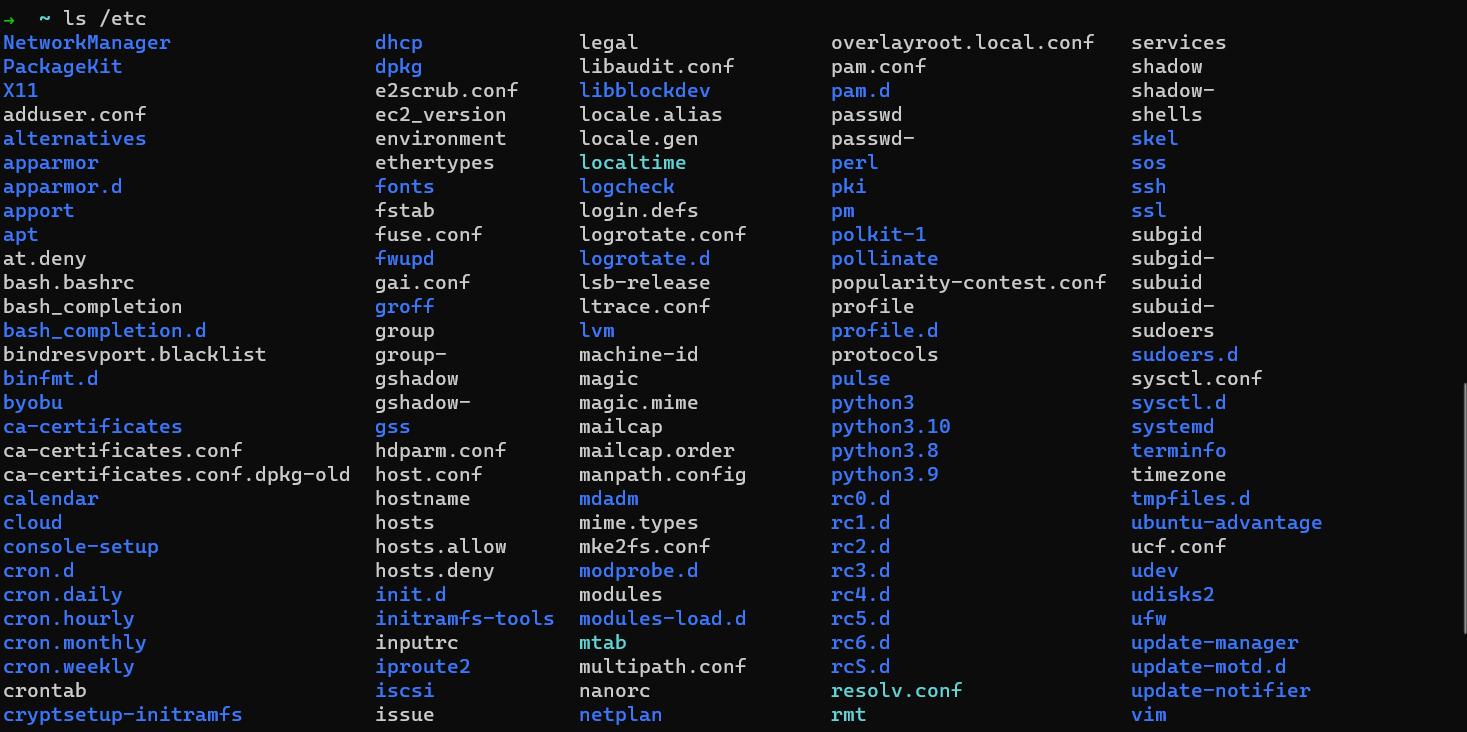 →  ~ ls /etc
NetworkManager                dhcp             legal                overlayroot.local.conf   services
PackageKit                    dpkg             libaudit.conf        pam.conf                 shadow
X11                           e2scrub.conf     libblockdev          pam.d                    shadow-
adduser.conf                  ec2_version      locale.alias         passwd                   shells
alternatives                  environment      locale.gen           passwd-                  skel
apparmor                      ethertypes       localtime            perl                     sos
apparmor.d                    fonts            logcheck             pki                      ssh
apport                        fstab            login.defs           pm                       ssl
apt                           fuse.conf        logrotate.conf       polkit-1                 subgid
at.deny                       fwupd            logrotate.d          pollinate                subgid-
bash.bashrc                   gai.conf         lsb-release          popularity-contest.conf  subuid
bash_completion               groff            ltrace.conf          profile                  subuid-
bash_completion.d             group            lvm                  profile.d                sudoers
bindresvport.blacklist        group-           machine-id           protocols                sudoers.d
binfmt.d                      gshadow          magic                pulse                    sysctl.conf
byobu                         gshadow-         magic.mime           python3                  sysctl.d
ca-certificates               gss              mailcap              python3.10               systemd
ca-certificates.conf          hdparm.conf      mailcap.order        python3.8                terminfo
ca-certificates.conf.dpkg-old  host.conf        manpath.config       python3.9                timezone
calendar                      hostname         mdadm                rc0.d                    tmpfiles.d
cloud                         hosts            mime.types           rc1.d                    ubuntu-advantage
console-setup                 hosts.allow      mke2fs.conf          rc2.d                    ucf.conf
cron.d                        hosts.deny       modprobe.d           rc3.d                    udev
cron.daily                    init.d           modules              rc4.d                    udisks2
cron.hourly                   initramfs-tools  modules-load.d       rc5.d                    ufw
cron.monthly                  inputrc          mtab                 rc6.d                    update-manager
cron.weekly                   iproute2         multipath.conf       rcS.d                    update-motd.d
crontab                       iscsi            nanorc               resolv.conf              update-notifier
cryptsetup-initramfs          issue            netplan              rmt                      vim